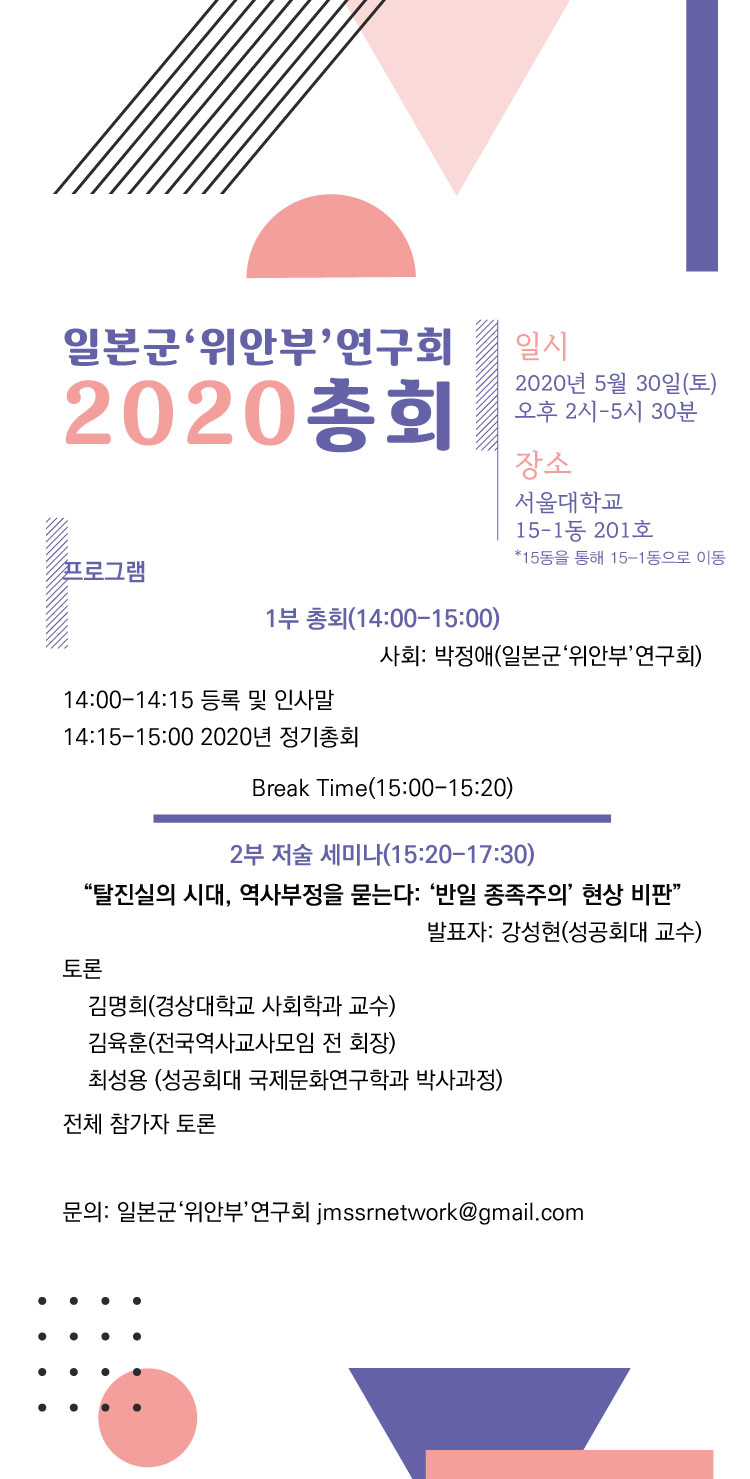 일본군‘위안부’연구회
2020총회
일시
2020년 5월 30일(토)
오후 2시-5시 30분
장소
서울대학교
15-1동 201호
*15동을 통해 15-1동으로 이동
프로그램
1부 총회(14:00-15:00)
사회: 박정애(일본군‘위안부’연구회)
14:00-14:15 등록 및 인사말
14:15-15:00 2020년 정기총회
Break Time(15:00-15:20)
2부 저술 세미나(15:20-17:30)
“탈진실의 시대, 역사부정을 묻는다: ‘반일 종족주의’ 현상 비판”
발표자: 강성현(성공회대 교수)
토론
김명희(경상대학교 사회학과 교수)
김육훈(전국역사교사모임 전 회장)
최성용 (성공회대 국제문화연구학과 박사과정)
전체 참가자 토론
문의: 일본군‘위안부’연구회 jmssrnetwork@gmail.com